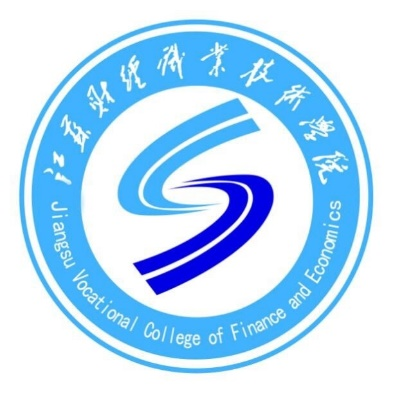 江苏财经职业技术学院
Jiangsu Vocational College of Finance and Economics